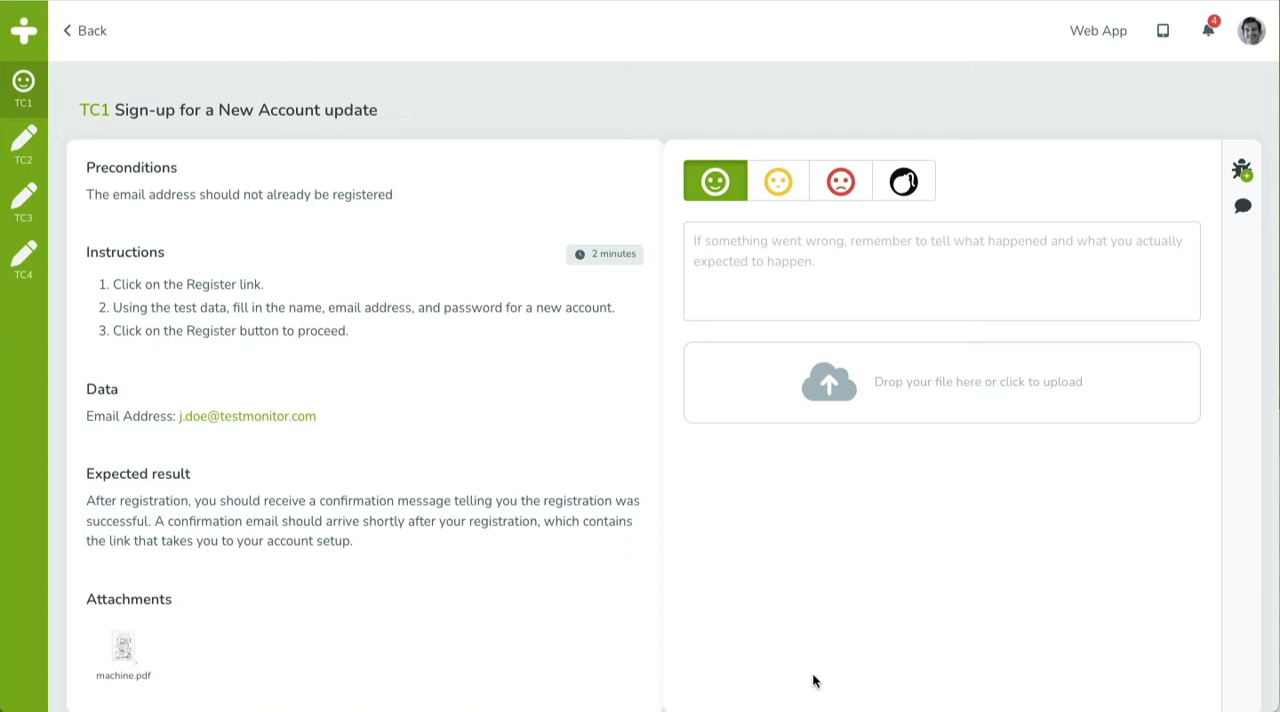 Back
Web App
4
TC1
TC2
TC3
TC4
TC1 Sign-up for a New Account update
Preconditions
The email address should not already be registered
Instructions
2 minutes
1. Click on the Register link.
2. Using the test data, fill in the name, email address, and password for a new account.
3. Click on the Register button to proceed.
Data
Email Address: j.doe@testmonitor.com
Expected result
After registration, you should receive a confirmation message telling you the registration was
successful. A confirmation email should arrive shortly after your registration, which contains
the link that takes you to your account setup.
Attachments
machine.pdf
If something went wrong, remember to tell what happened and what you actually
expected to happen.
Drop your file here or click to upload